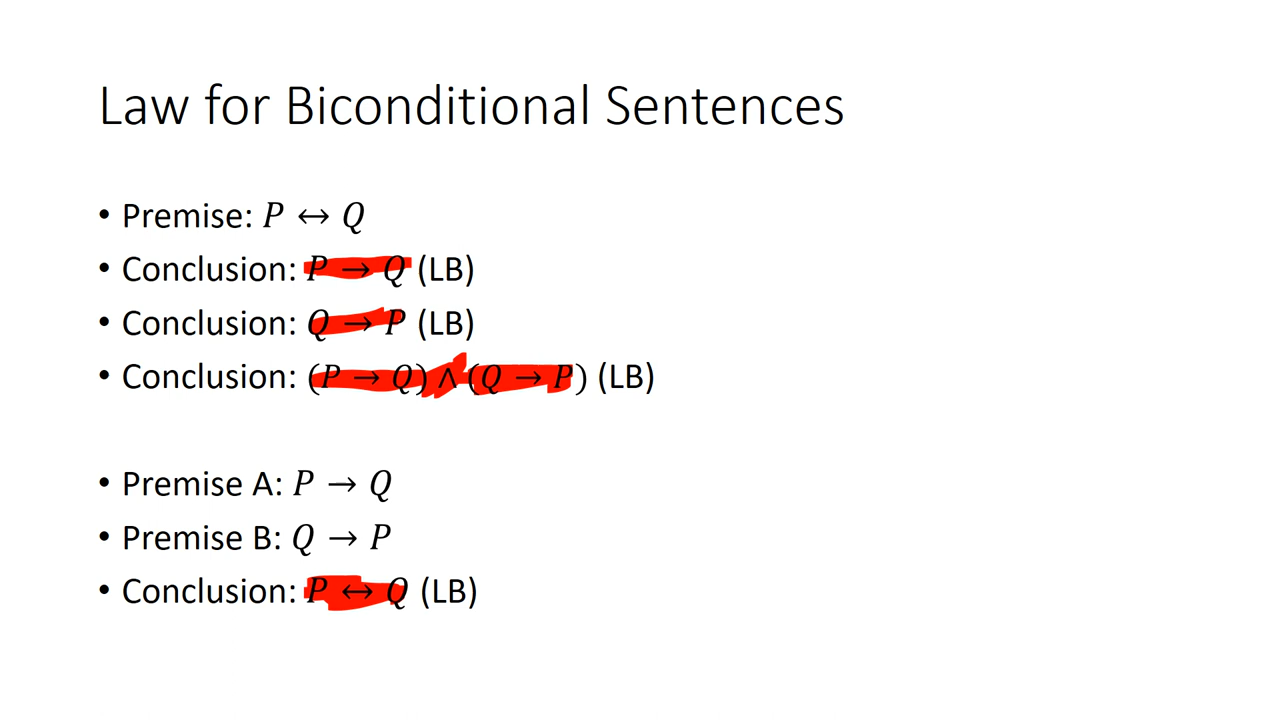 Law for Biconditional Sentences
• Premise: P ↔ Q
• Conclusion: P → Q (LB)
• Conclusion: Q → P (LB)
• Conclusion: (P → Q) ∧ (Q → P) (LB)
• Premise A: P → Q
• Premise B: Q → P
• Conclusion: P ↔ Q (LB)